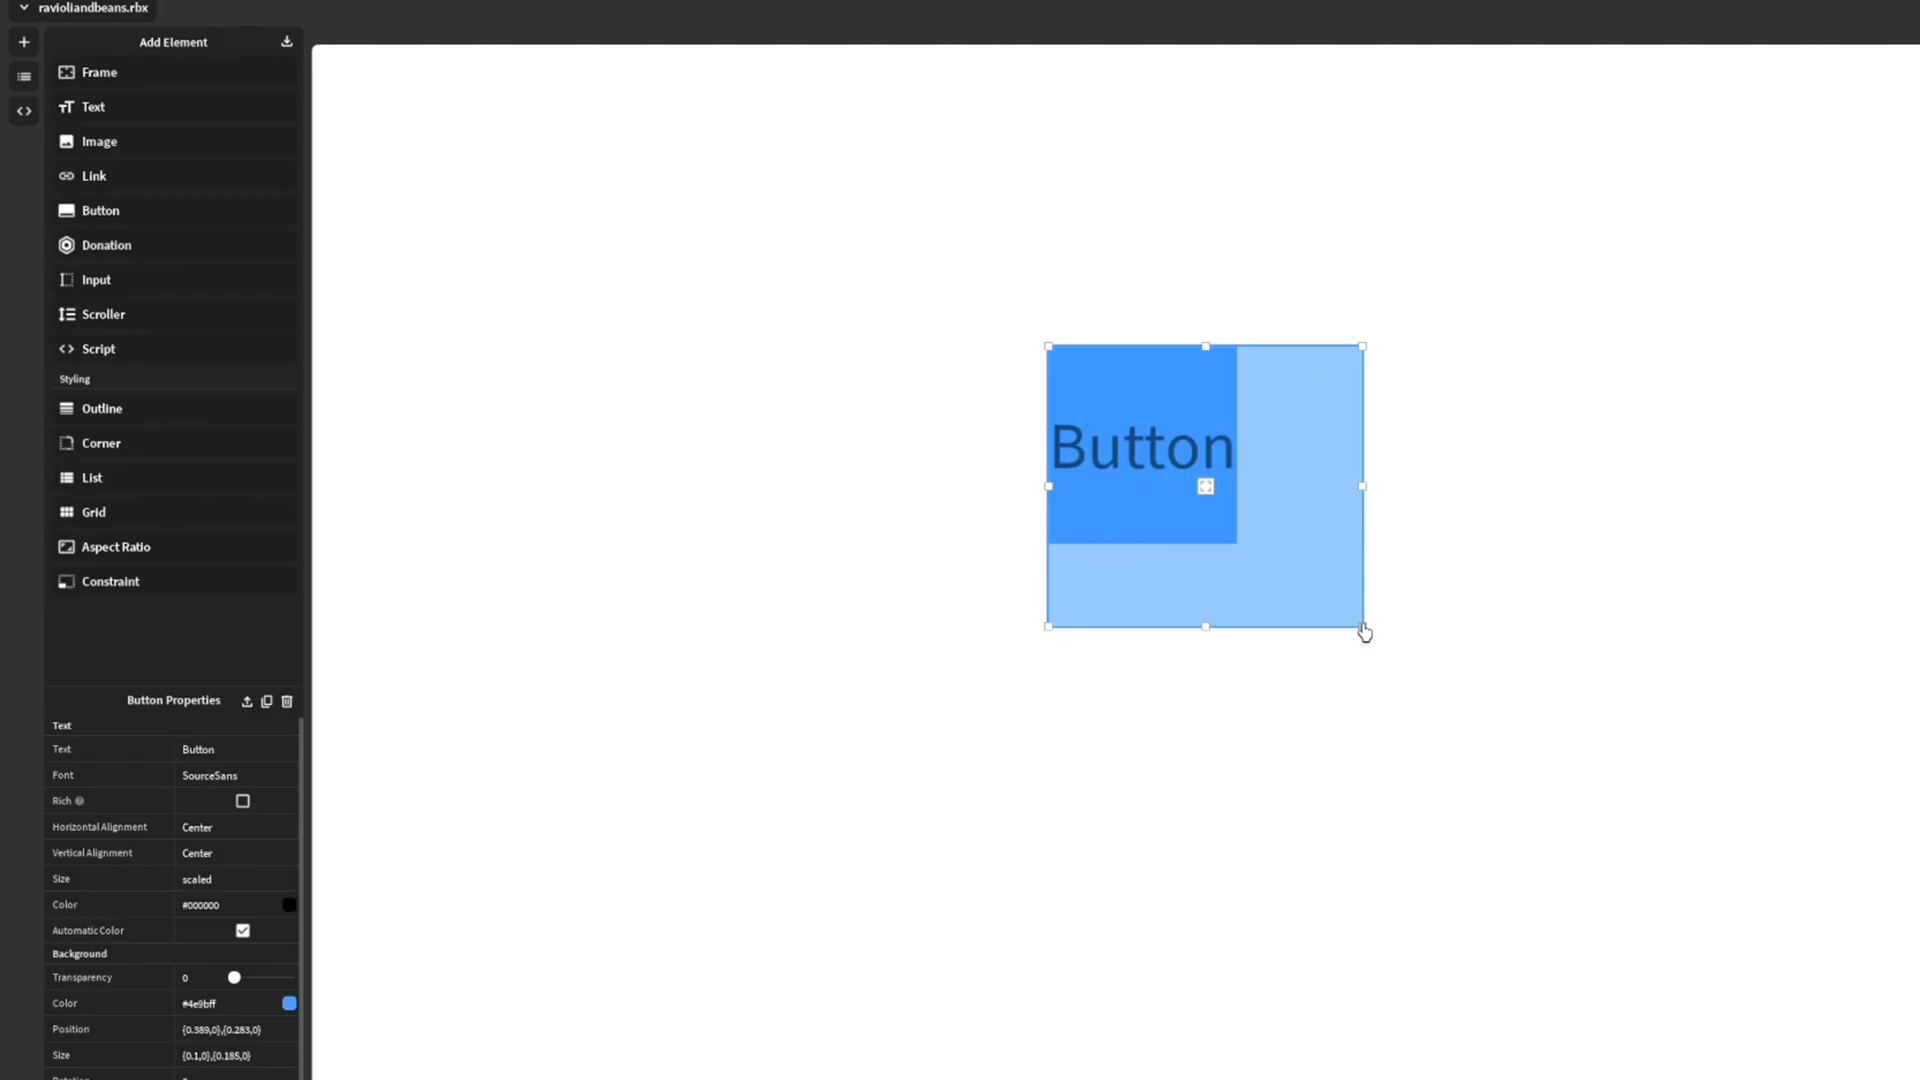 ravioliandbeans.rbx
Add Element
Frame
Text
Image
Link
Button
Donation
Input
Scroller
Script
Styling
Outline
Corner
List
Grid
Aspect Ratio
Constraint
Button
Button Properties
Text
Text Button
Font SourceSans
Rich
Horizontal Alignment Center
Vertical Alignment Center
Size scaled
Color #000000
Automatic Color
Background
Transparency 0
Color #4e9bff
Position {0.389,0},{0.283,0}
Size {0.1,0},{0.185,0}